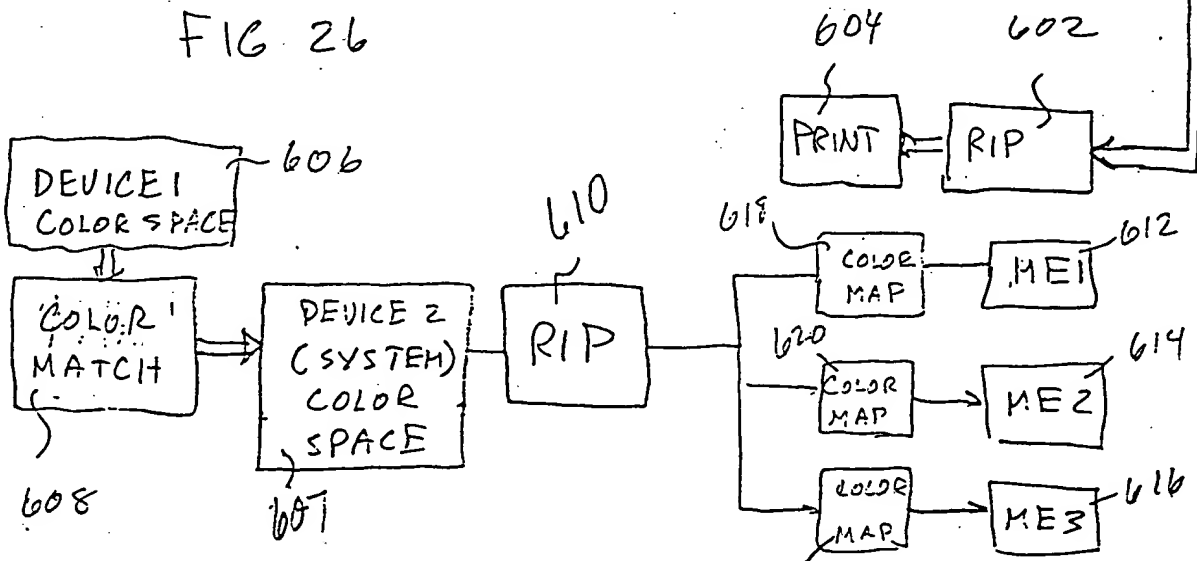 FIG 26
604
602
PRINT
RIP
606
DEVICE1
COLOR SPACE
610
618
612
COLOR
MAP
ME1
COLOR
MATCH
DEVICE 2
(SYSTEM)
COLOR
SPACE
RIP
620
614
COLOR
MAP
ME2
608
607
616
COLOR
MAP
ME3